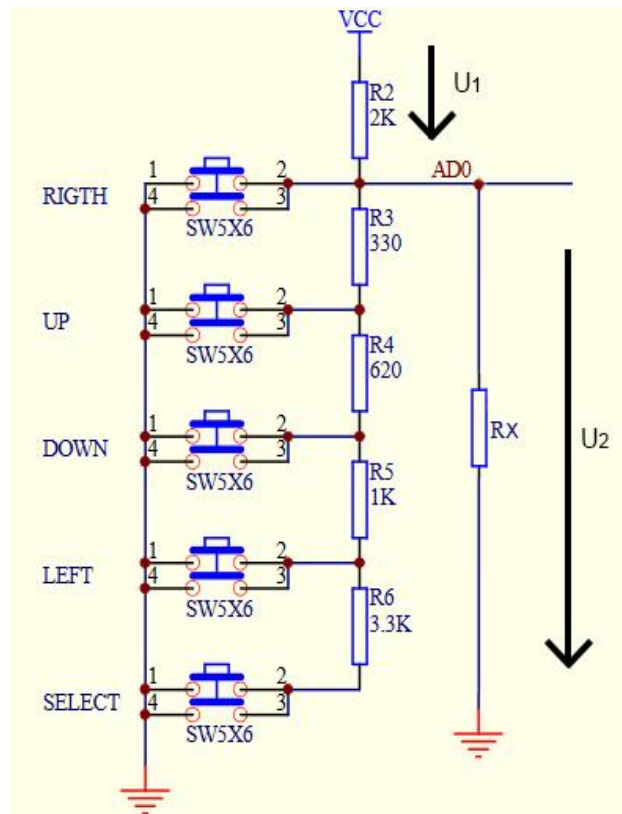 VCC
R2
2K
U1
1 2
AD0
RIGTH
4 3
SW5X6
R3
330
1 2
UP
4 3
SW5X6
R4
620
1 2
DOWN
4 3
SW5X6
RX
U2
R5
1K
1 2
LEFT
4 3
SW5X6
R6
3.3K
1 2
SELECT
4 3
SW5X6